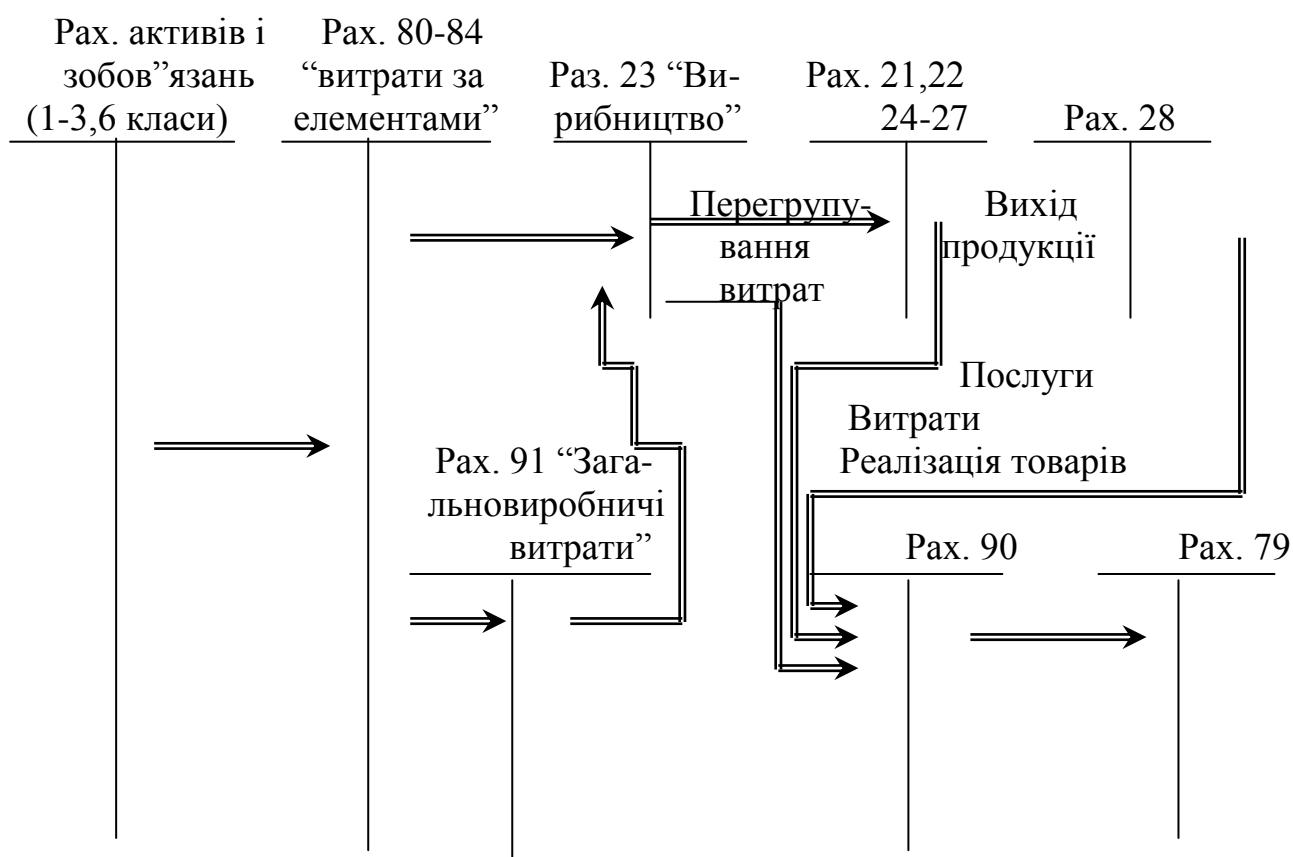 Рах. активів і
зобов”язань
(1-3,6 класи)
Рах. 80-84
“витрати за
елементами”
Раз. 23 “Ви-
рибництво”
Рах. 21,22
24-27
Рах. 28
Перегрупу-
вання
витрат
Вихід
продукції
Послуги
Витрати
Реалізація товарів
Рах. 91 “Зага-
льновиробничі
витрати”
Рах. 90
Рах. 79